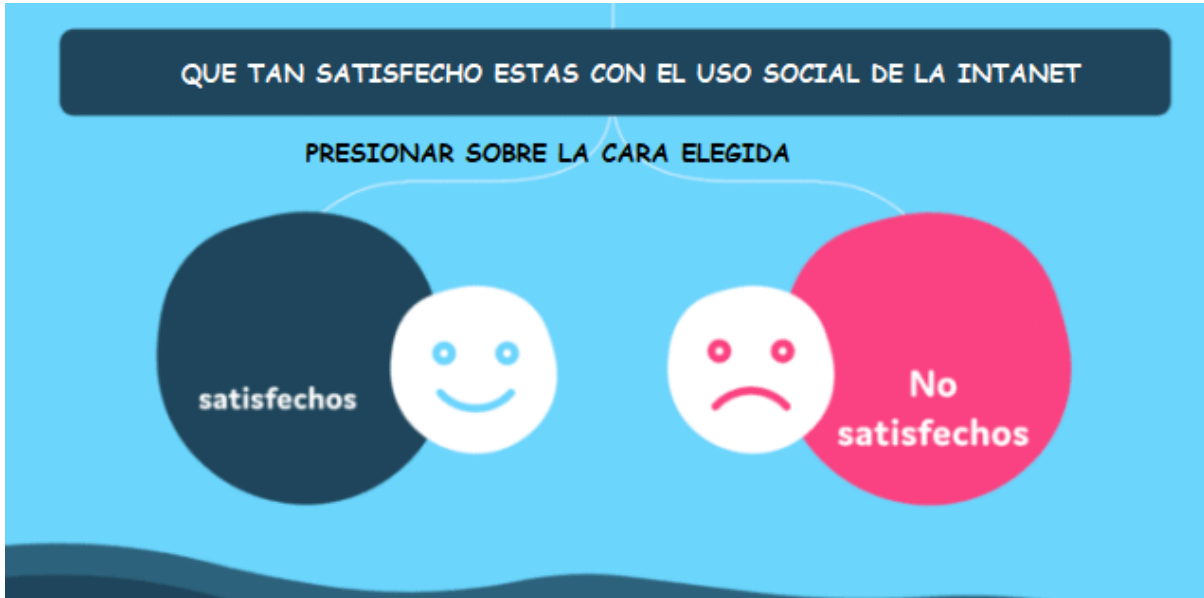 QUE TAN SATISFECHO ESTAS CON EL USO SOCIAL DE LA INTANET
PRESIONAR SOBRE LA CARA ELEGIDA
satisfechos
No
satisfechos